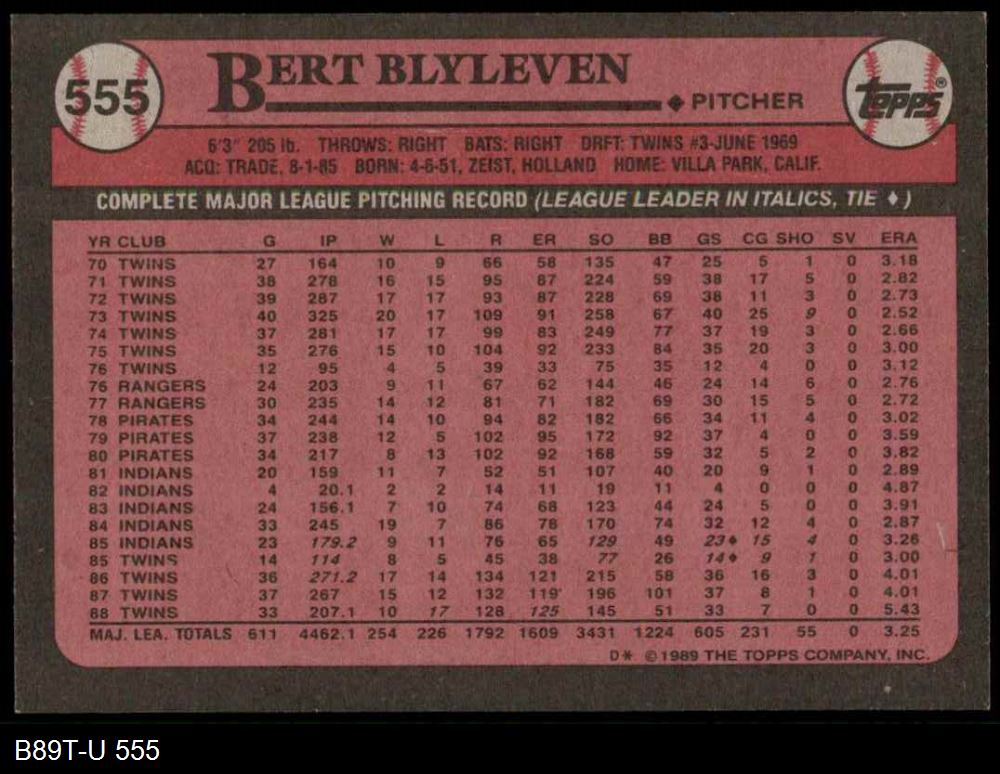 555 BERT BLYLEVEN
◆ PITCHER topps®
6'3" 205 lb. THROWS: RIGHT BATS: RIGHT DRFT: TWINS #3-JUNE 1969
ACQ: TRADE, 8-1-85 BORN: 4-6-51, ZEIST, HOLLAND HOME: VILLA PARK, CALIF.
COMPLETE MAJOR LEAGUE PITCHING RECORD (LEAGUE LEADER IN ITALICS, TIE ♦)
YR CLUB G IP W L R ER SO BB GS CG SHO SV ERA
70 TWINS 27 164 10 9 66 58 135 47 25 5 1 0 3.18
71 TWINS 38 278 16 15 95 87 224 59 38 17 5 0 2.82
72 TWINS 39 287 17 17 93 87 228 69 38 11 3 0 2.73
73 TWINS 40 325 20 17 109 91 258 67 40 25 9 0 2.52
74 TWINS 37 281 17 17 99 83 249 77 37 19 3 0 2.66
75 TWINS 35 276 15 10 104 92 233 84 35 20 3 0 3.00
76 TWINS 12 95 4 5 39 33 75 35 12 4 0 0 3.12
76 RANGERS 24 203 9 11 67 62 144 46 24 14 6 0 2.76
77 RANGERS 30 235 14 12 81 71 182 69 30 15 5 0 2.72
78 PIRATES 34 244 14 10 94 82 182 66 34 11 4 0 3.02
79 PIRATES 37 238 12 5 102 95 172 92 37 4 0 0 3.59
80 PIRATES 34 217 8 13 102 92 168 59 32 5 2 0 3.82
81 INDIANS 20 159 11 7 52 51 107 40 20 9 1 0 2.89
82 INDIANS 4 20.1 2 2 14 11 19 11 4 0 0 0 4.87
83 INDIANS 24 156.1 7 10 74 68 123 44 24 5 0 0 3.91
84 INDIANS 33 245 19 7 86 78 170 74 32 12 4 0 2.87
85 INDIANS 23 179.2 9 11 76 65 129 49 23♦ 15 4 0 3.26
85 TWINS 14 114 8 5 45 38 77 26 14♦ 9 1 0 3.00
86 TWINS 36 271.2 17 14 134 121 215 58 36 16 3 0 4.01
87 TWINS 37 267 15 12 132 119 196 101 37 8 1 0 4.01
88 TWINS 33 207.1 10 17 128 125 145 51 33 7 0 0 5.43
MAJ. LEA. TOTALS 611 4462.1 254 226 1792 1609 3431 1224 605 231 55 0 3.25
D* ©1989 THE TOPPS COMPANY, INC.
B89T-U 555